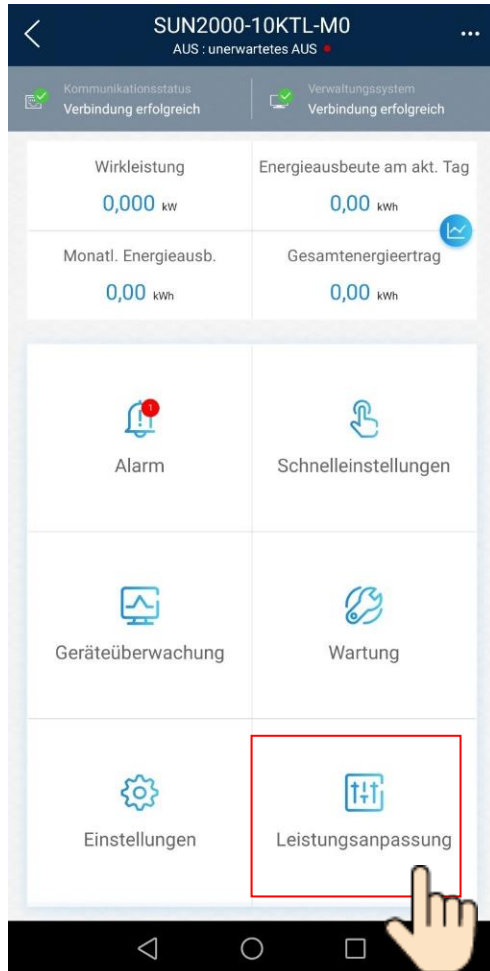 SUN2000-10KTL-M0
AUS : unerwartetes AUS
Kommunikationsstatus
Verbindung erfolgreich
Verwaltungssystem
Verbindung erfolgreich
Wirkleistung
0,000 kW
Energieausbeute am akt. Tag
0,00 kWh
Monatl. Energieausb.
0,00 kWh
Gesamtenergieertrag
0,00 kWh
1
Alarm
Schnelleinstellungen
Geräteüberwachung
Wartung
Einstellungen
Leistungsanpassung